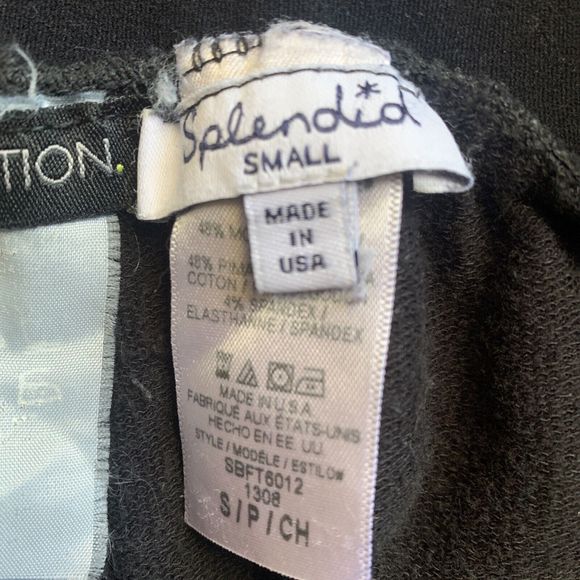 TION.
Splendid*
SMALL
MADE
IN
USA
48%
48% PIMA
COTTON /
4% SPANDEX /
ELASTHANNE / SPANDEX
MADE IN U.S.A.
FABRIQUÉ AUX ÉTATS-UNIS
HECHO EN EE. UU.
STYLE / MODÈLE / ESTILO#
SBFT6012
1308
S / P / CH